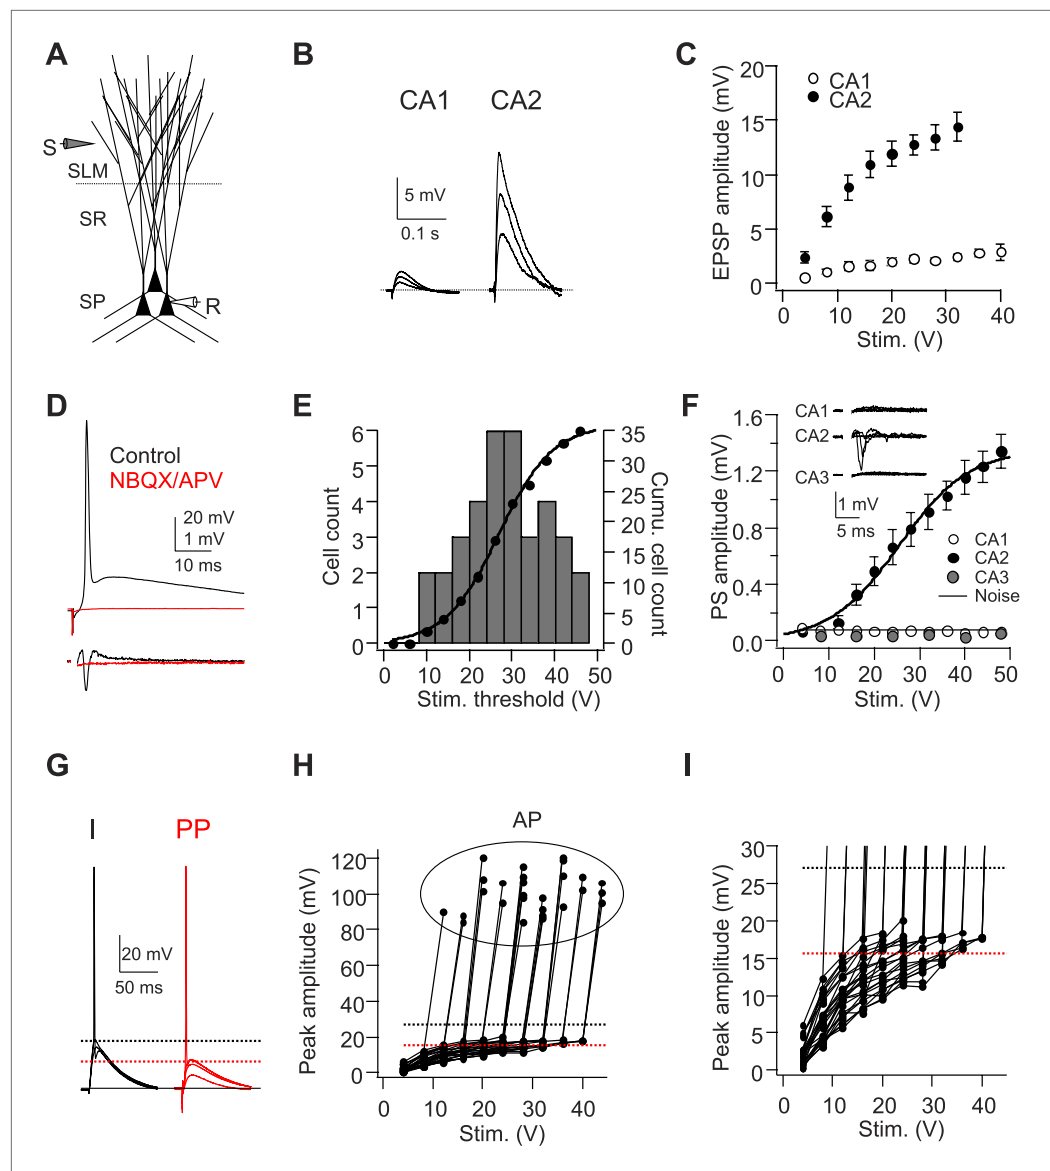 A
S
SLM
SR
SP
R
B
CA1 CA2
5 mV
0.1 s
C
EPSP amplitude (mV)
20
15
10
5
0
CA1
CA2
0 10 20 30 40
Stim. (V)
D
Control
NBQX/APV
20 mV
1 mV
10 ms
E
Cell count
6
5
4
3
2
1
0
35
30
25
20
15
10
5
0
Cumu. cell count
0 10 20 30 40 50
Stim. threshold (V)
F
PS amplitude (mV)
1.6
1.2
0.8
0.4
0.0
CA1
CA2
CA3
1 mV
5 ms
CA1
CA2
CA3
Noise
0 10 20 30 40 50
Stim. (V)
G
I PP
20 mV
50 ms
H
AP
Peak amplitude (mV)
120
100
80
60
40
20
0
0 10 20 30 40
Stim. (V)
I
Peak amplitude (mV)
30
25
20
15
10
5
0
0 10 20 30 40
Stim. (V)